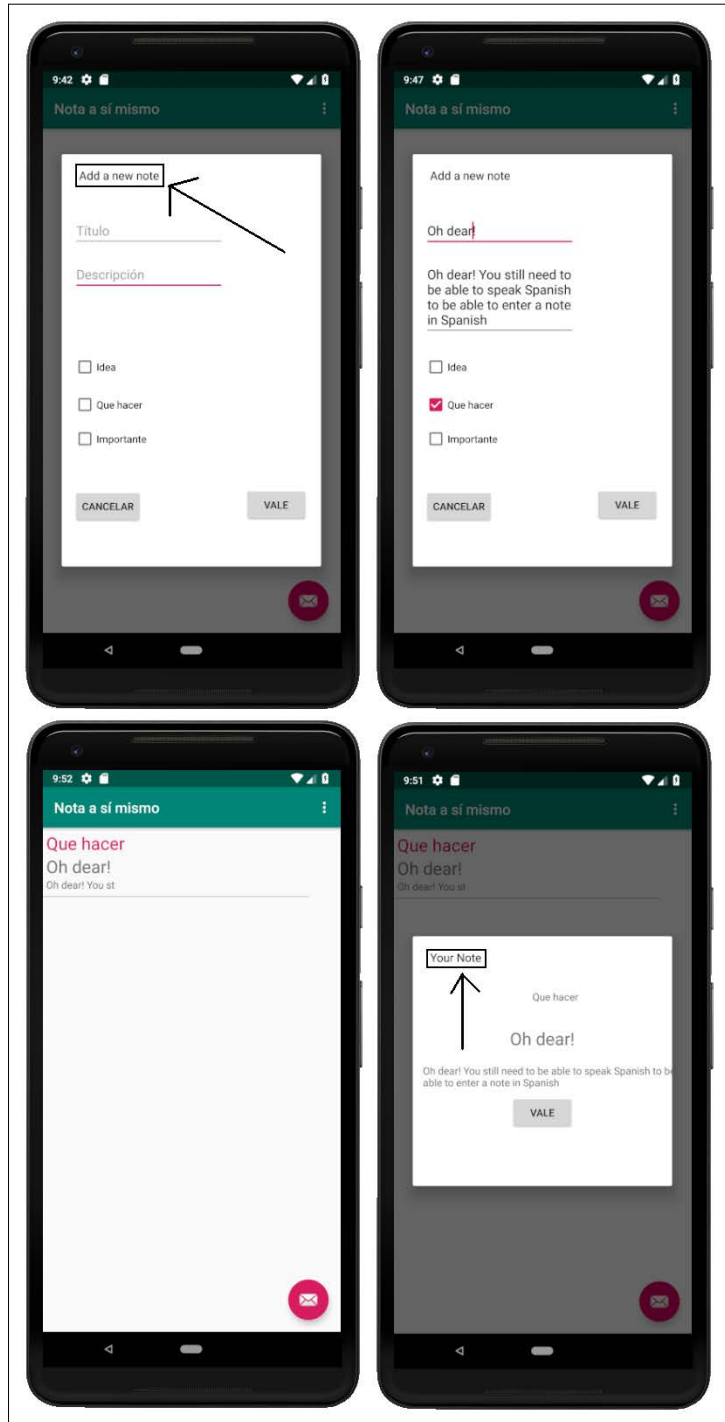 9:42
Nota a sí mismo
Add a new note
Título
Descripción
Idea
Que hacer
Importante
CANCELAR
VALE
9:47
Nota a sí mismo
Add a new note
Oh dear!
Oh dear! You still need to
be able to speak Spanish
to be able to enter a note
in Spanish
Idea
Que hacer
Importante
CANCELAR
VALE
9:52
Nota a sí mismo
Que hacer
Oh dear!
Oh dear! You st
9:51
Nota a sí mismo
Que hacer
Oh dear!
Oh dear! You st
Your Note
Que hacer
Oh dear!
Oh dear! You still need to be able to speak Spanish to be
able to enter a note in Spanish
VALE